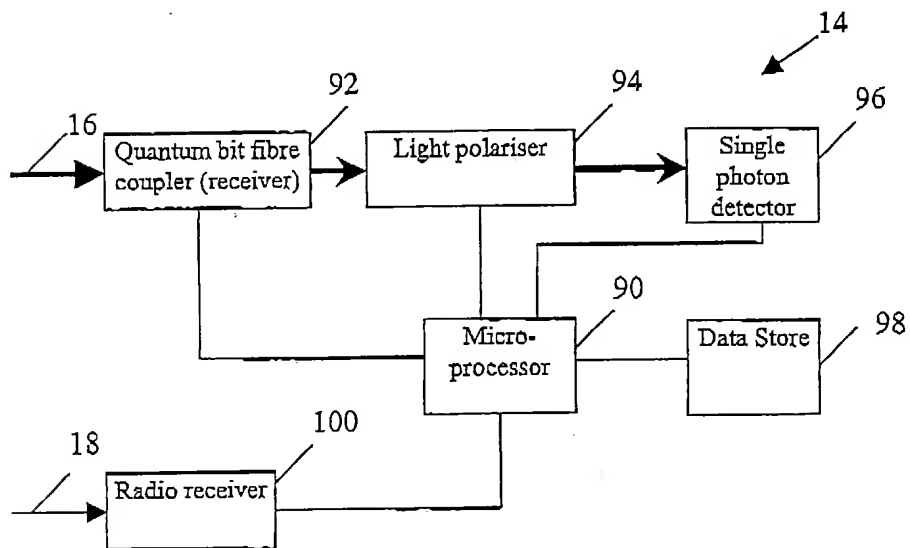 14
92
94
96
16
Quantum bit fibre
coupler (receiver)
Light polariser
Single
photon
detector
90
Micro-
processor
Data Store
98
18
100
Radio receiver